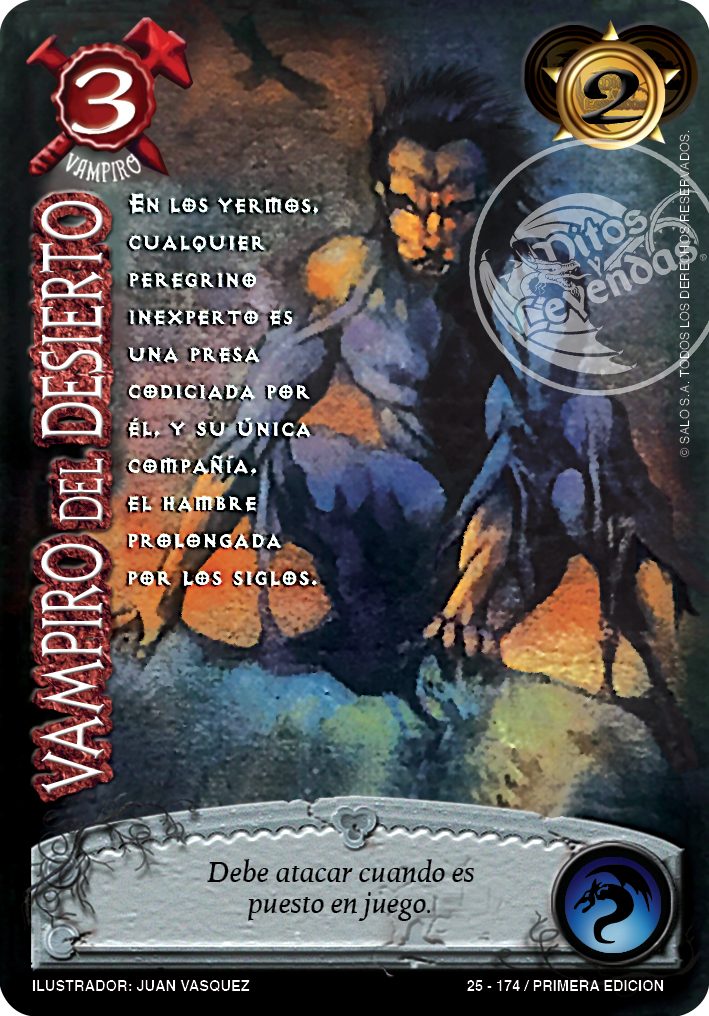 3
VAMPIRO
2
VAMPIRO DEL DESIERTO
EN LOS YERMOS,
CUALQUIER
PEREGRINO
INEXPERTO ES
UNA PRESA
CODICIADA POR
ÉL, Y SU ÚNICA
COMPAÑÍA,
EL HAMBRE
PROLONGADA
POR LOS SIGLOS.
Mitos
y
Leyendas
®
© SALO S.A. TODOS LOS DERECHOS RESERVADOS.
Debe atacar cuando es
puesto en juego.
ILUSTRADOR: JUAN VASQUEZ
25 - 174 / PRIMERA EDICION